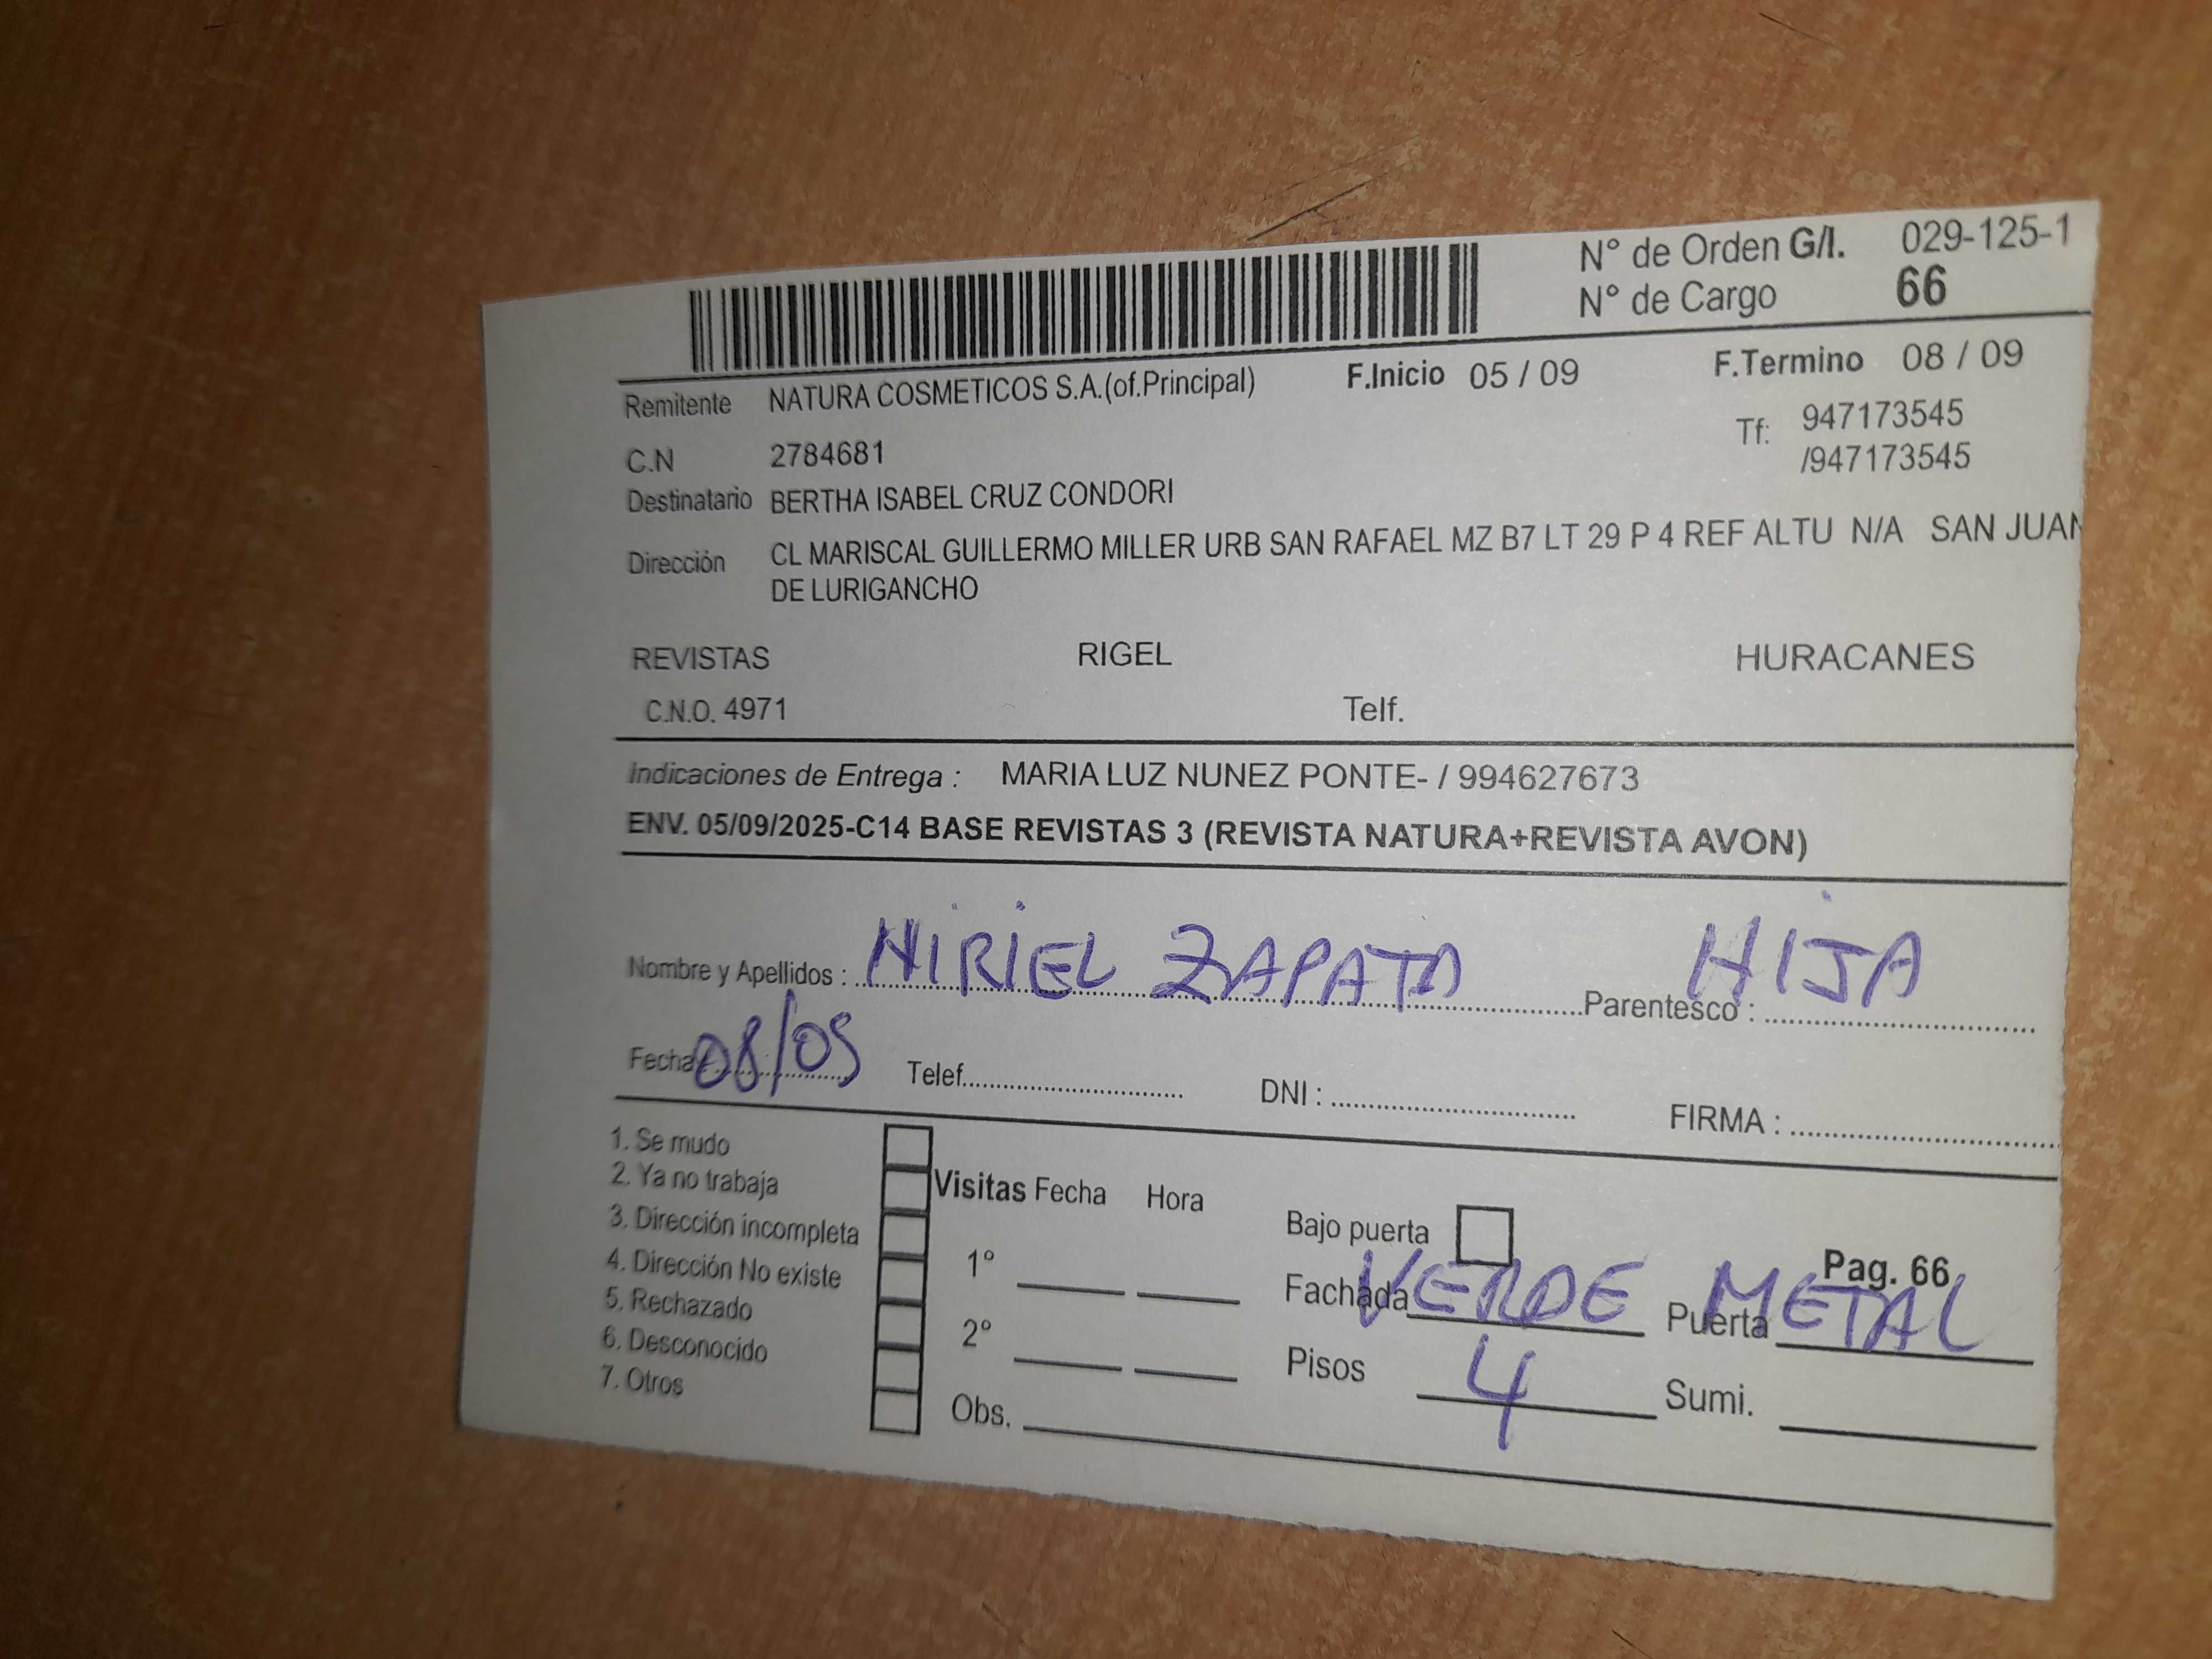 N° de Orden G/I. 029-125-1
N° de Cargo 66
Remitente NATURA COSMETICOS S.A.(of.Principal) F.Inicio 05 / 09 F.Termino 08 / 09
C.N 2784681 Tf: 947173545
/947173545
Destinatario BERTHA ISABEL CRUZ CONDORI
Dirección CL MARISCAL GUILLERMO MILLER URB SAN RAFAEL MZ B7 LT 29 P 4 REF ALTU N/A SAN JUAN
DE LURIGANCHO
REVISTAS RIGEL HURACANES
C.N.O. 4971 Telf.
Indicaciones de Entrega : MARIA LUZ NUNEZ PONTE- / 994627673
ENV. 05/09/2025-C14 BASE REVISTAS 3 (REVISTA NATURA+REVISTA AVON)
Nombre y Apellidos : NIRIEL ZAPATA Parentesco : HIJA
Fecha : 08/09 Telef. DNI : FIRMA :
1. Se mudo
2. Ya no trabaja
3. Dirección incompleta
4. Dirección No existe
5. Rechazado
6. Desconocido
7. Otros
Visitas Fecha Hora
1°
2°
Obs.
Bajo puerta
Pag. 66
Fachada VERDE Puerta METAL
Pisos 4 Sumi.